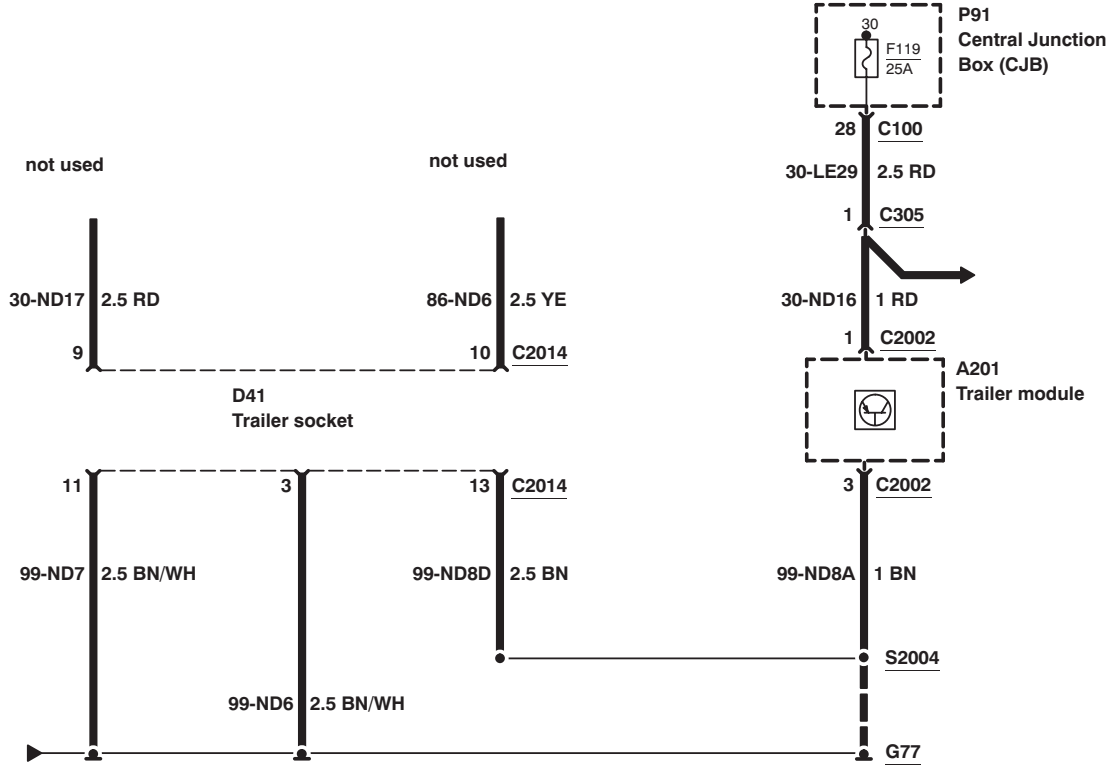 P91
Central Junction
Box (CJB)
30
F119
25A
28 C100
not used
not used
30-LE29 2.5 RD
1 C305
30-ND17 2.5 RD
86-ND6 2.5 YE
30-ND16 1 RD
1 C2002
9
10 C2014
A201
Trailer module
D41
Trailer socket
11
3
13 C2014
3 C2002
99-ND7 2.5 BN/WH
99-ND8D 2.5 BN
99-ND8A 1 BN
S2004
99-ND6 2.5 BN/WH
G77